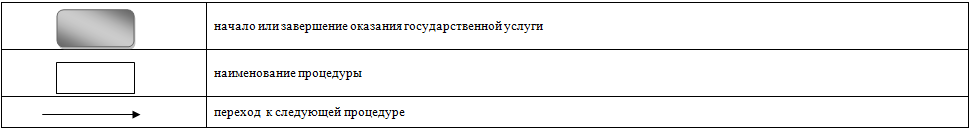 начало или завершение оказания государственной услуги
наименование процедуры
переход к следующей процедуре